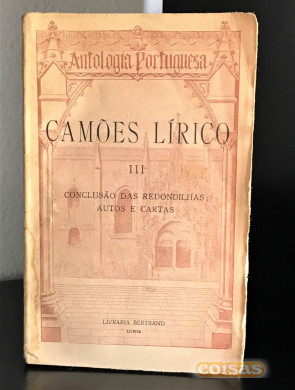 Antologia Portuguesa
CAMÕES LÍRICO
III
CONCLUSÃO DAS REDONDILHAS;
AUTOS E CARTAS
LIVRARIA BERTRAND
LISBOA
coisas